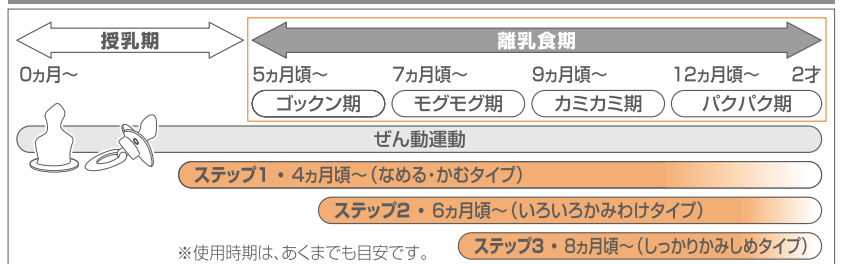 授乳期 離乳食期
0ヵ月〜 5ヵ月頃〜 7ヵ月頃〜 9ヵ月頃〜 12ヵ月頃〜 2才
ゴックン期 モグモグ期 カミカミ期 パクパク期
ぜん動運動
ステップ1・4ヵ月頃〜（なめる・かむタイプ）
ステップ2・6ヵ月頃〜（いろいろかみわけタイプ）
ステップ3・8ヵ月頃〜（しっかりかみしめタイプ）
※使用時期は、あくまでも目安です。